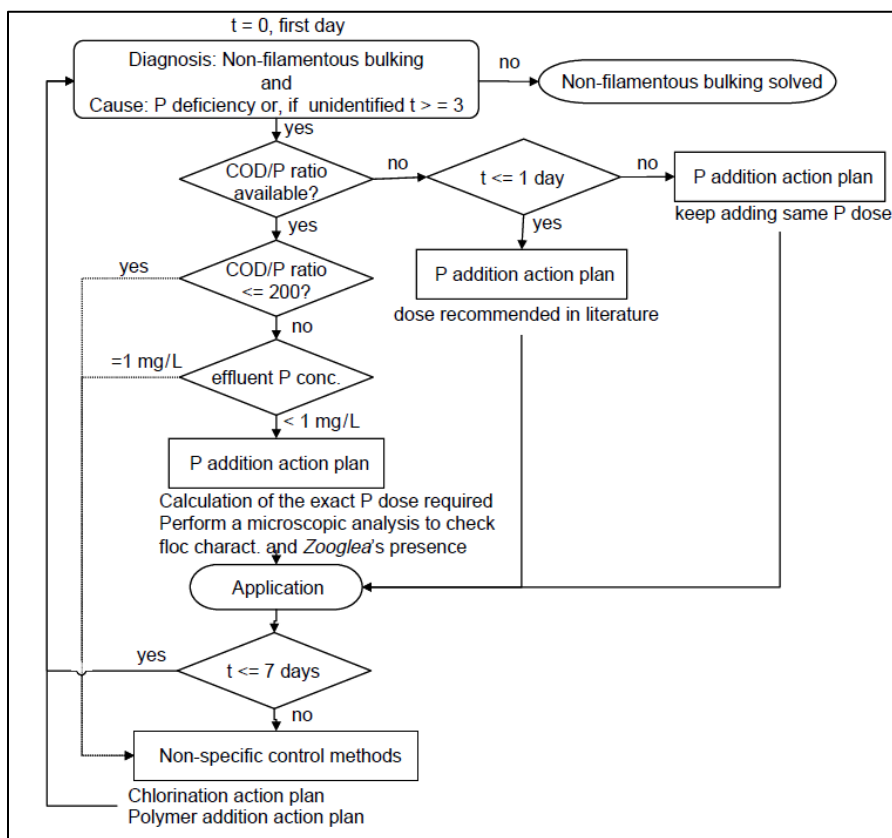 t = 0, first day
Diagnosis: Non-filamentous bulking
and
Cause: P deficiency or, if unidentified t > = 3
no
Non-filamentous bulking solved
yes
COD/P ratio
available?
no
t <= 1 day
no
P addition action plan
keep adding same P dose
yes
yes
P addition action plan
dose recommended in literature
yes
COD/P ratio
<= 200?
no
=1 mg/L
effluent P conc.
< 1 mg/L
P addition action plan
Calculation of the exact P dose required
Perform a microscopic analysis to check
floc charact. and Zooglea's presence
Application
yes
t <= 7 days
no
Non-specific control methods
Chlorination action plan
Polymer addition action plan